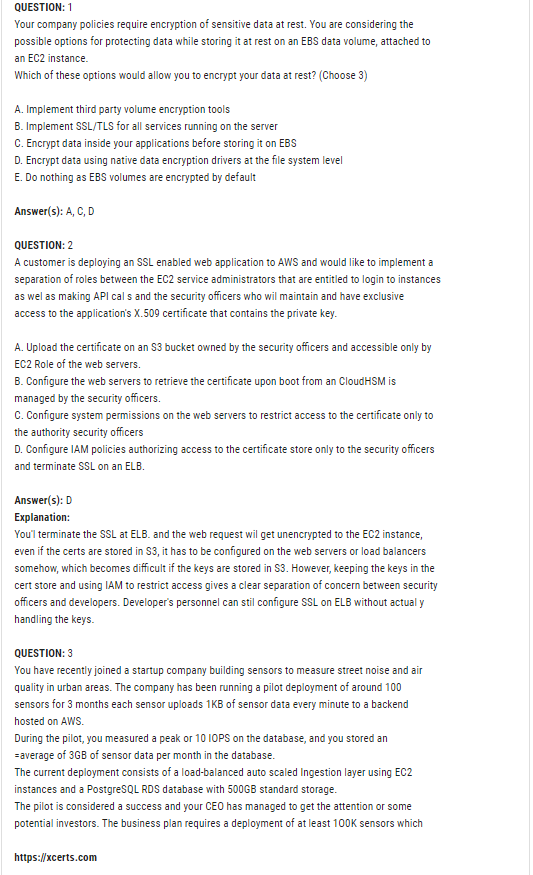 QUESTION: 1
Your company policies require encryption of sensitive data at rest. You are considering the
possible options for protecting data while storing it at rest on an EBS data volume, attached to
an EC2 instance.
Which of these options would allow you to encrypt your data at rest? (Choose 3)
A. Implement third party volume encryption tools
B. Implement SSL/TLS for all services running on the server
C. Encrypt data inside your applications before storing it on EBS
D. Encrypt data using native data encryption drivers at the file system level
E. Do nothing as EBS volumes are encrypted by default
Answer(s): A, C, D
QUESTION: 2
A customer is deploying an SSL enabled web application to AWS and would like to implement a
separation of roles between the EC2 service administrators that are entitled to login to instances
as wel as making API cal s and the security officers who wil maintain and have exclusive
access to the application's X.509 certificate that contains the private key.
A. Upload the certificate on an S3 bucket owned by the security officers and accessible only by
EC2 Role of the web servers.
B. Configure the web servers to retrieve the certificate upon boot from an CloudHSM is
managed by the security officers.
C. Configure system permissions on the web servers to restrict access to the certificate only to
the authority security officers
D. Configure IAM policies authorizing access to the certificate store only to the security officers
and terminate SSL on an ELB.
Answer(s): D
Explanation:
You'l terminate the SSL at ELB. and the web request wil get unencrypted to the EC2 instance,
even if the certs are stored in S3, it has to be configured on the web servers or load balancers
somehow, which becomes difficult if the keys are stored in S3. However, keeping the keys in the
cert store and using IAM to restrict access gives a clear separation of concern between security
officers and developers. Developer's personnel can stil configure SSL on ELB without actual y
handling the keys.
QUESTION: 3
You have recently joined a startup company building sensors to measure street noise and air
quality in urban areas. The company has been running a pilot deployment of around 100
sensors for 3 months each sensor uploads 1KB of sensor data every minute to a backend
hosted on AWS.
During the pilot, you measured a peak or 10 IOPS on the database, and you stored an
=average of 3GB of sensor data per month in the database.
The current deployment consists of a load-balanced auto scaled Ingestion layer using EC2
instances and a PostgreSQL RDS database with 500GB standard storage.
The pilot is considered a success and your CEO has managed to get the attention or some
potential investors. The business plan requires a deployment of at least 100K sensors which
https://xcerts.com